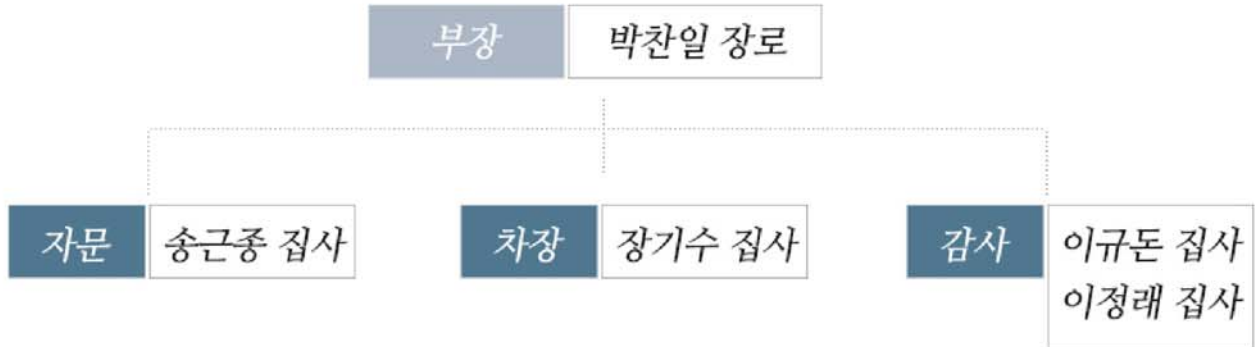 부장 박찬일 장로
자문 송근종 집사 차장 장기수 집사 감사 이규돈 집사
이정래 집사